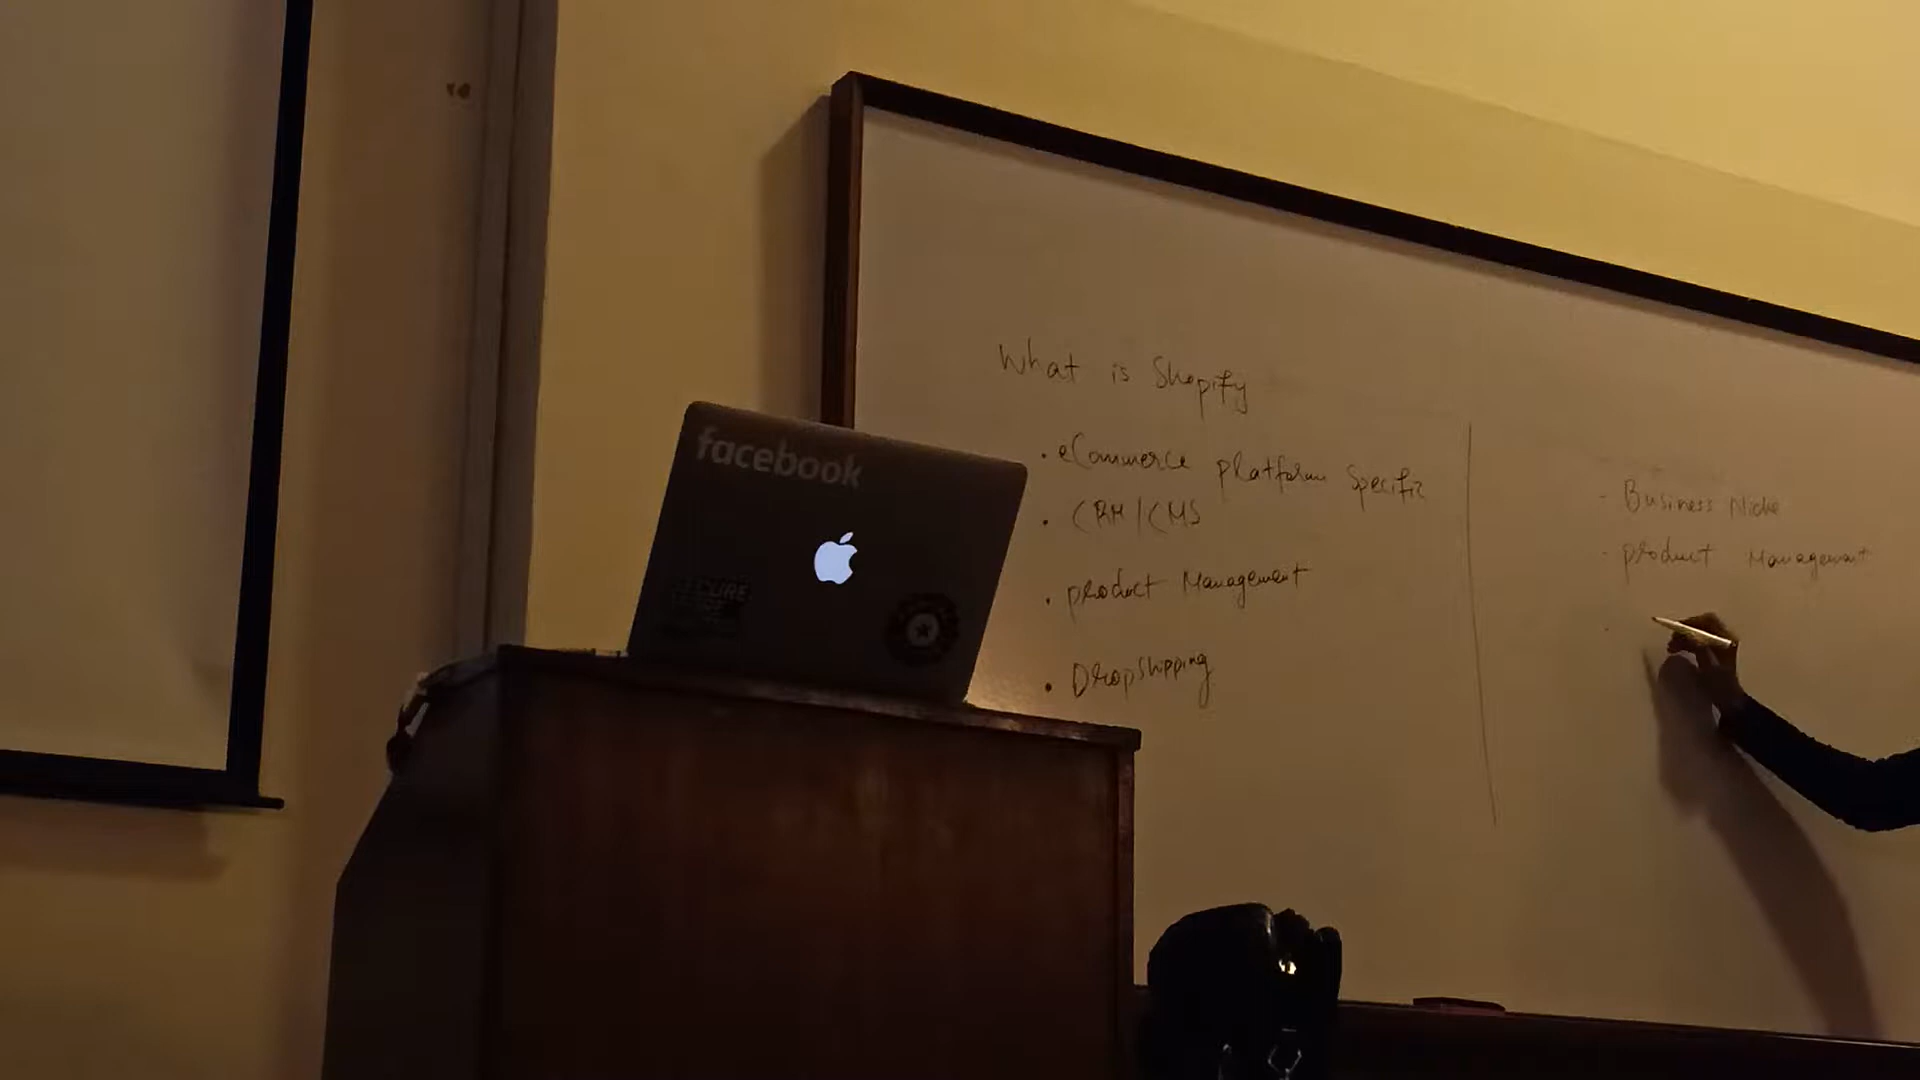 What is Shopify
• eCommerce platform Specific
• CRM/CMS
• product Management
• Dropshipping
- Business Niche
- product Management
facebook